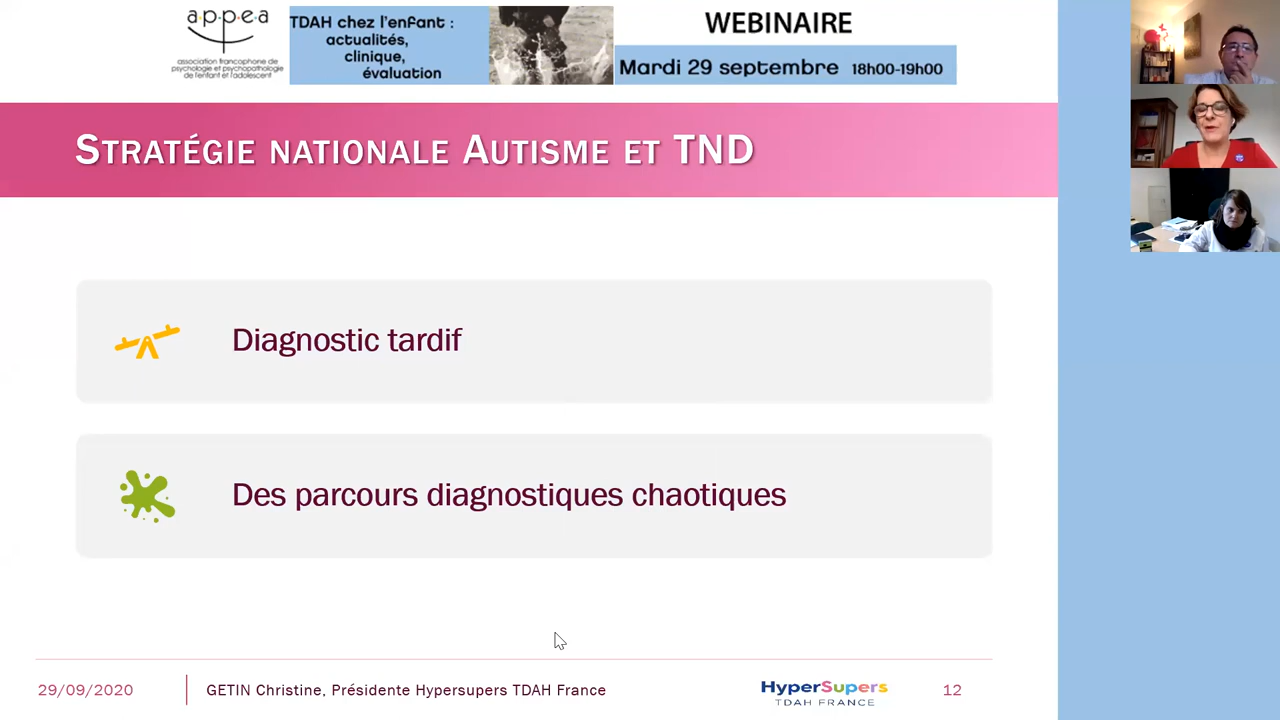 appea
association francophone de
psychologie et psychopathologie
de l'enfant et l'adolescent
TDAH chez l'enfant :
actualités,
clinique,
évaluation
WEBINAIRE
Mardi 29 septembre 18h00-19h00
STRATÉGIE NATIONALE AUTISME ET TND
Diagnostic tardif
Des parcours diagnostiques chaotiques
29/09/2020
GETIN Christine, Présidente Hypersupers TDAH France
HyperSupers
TDAH FRANCE
12